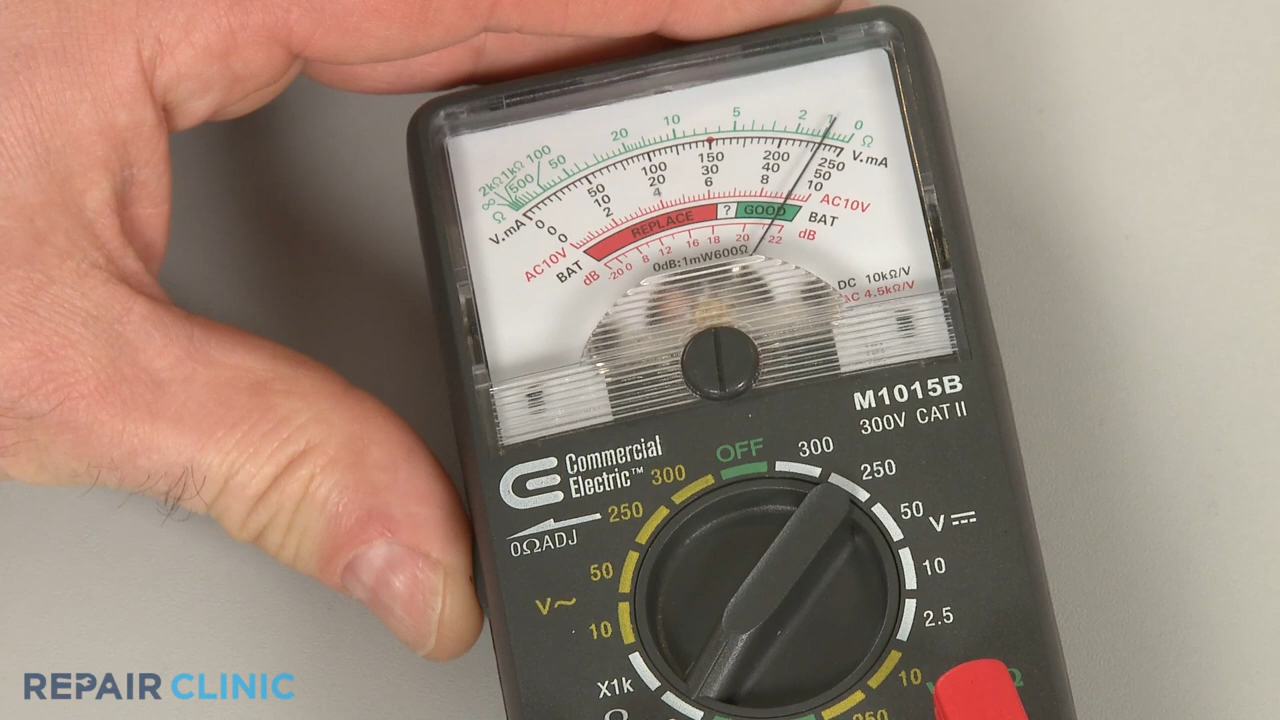 20 10 5 2 1 0 Ω
∞ 2kΩ 1kΩ 500 100 50
Ω
V.mA 0 50 100 150 200 250 V.mA
10 20 30 40 50
0 2 4 6 8 10
AC10V AC10V
BAT REPLACE ? GOOD BAT
dB -20 0 8 12 16 18 20 22 dB
0dB:1mW600Ω
DC 10kΩ/V
AC 4.5kΩ/V
M1015B
300V CAT II
Commercial
Electric™
0ΩADJ
OFF
300
250
50
V⎓
10
2.5
10
250
300
250
50
V~
10
X1k
Ω
REPAIR CLINIC